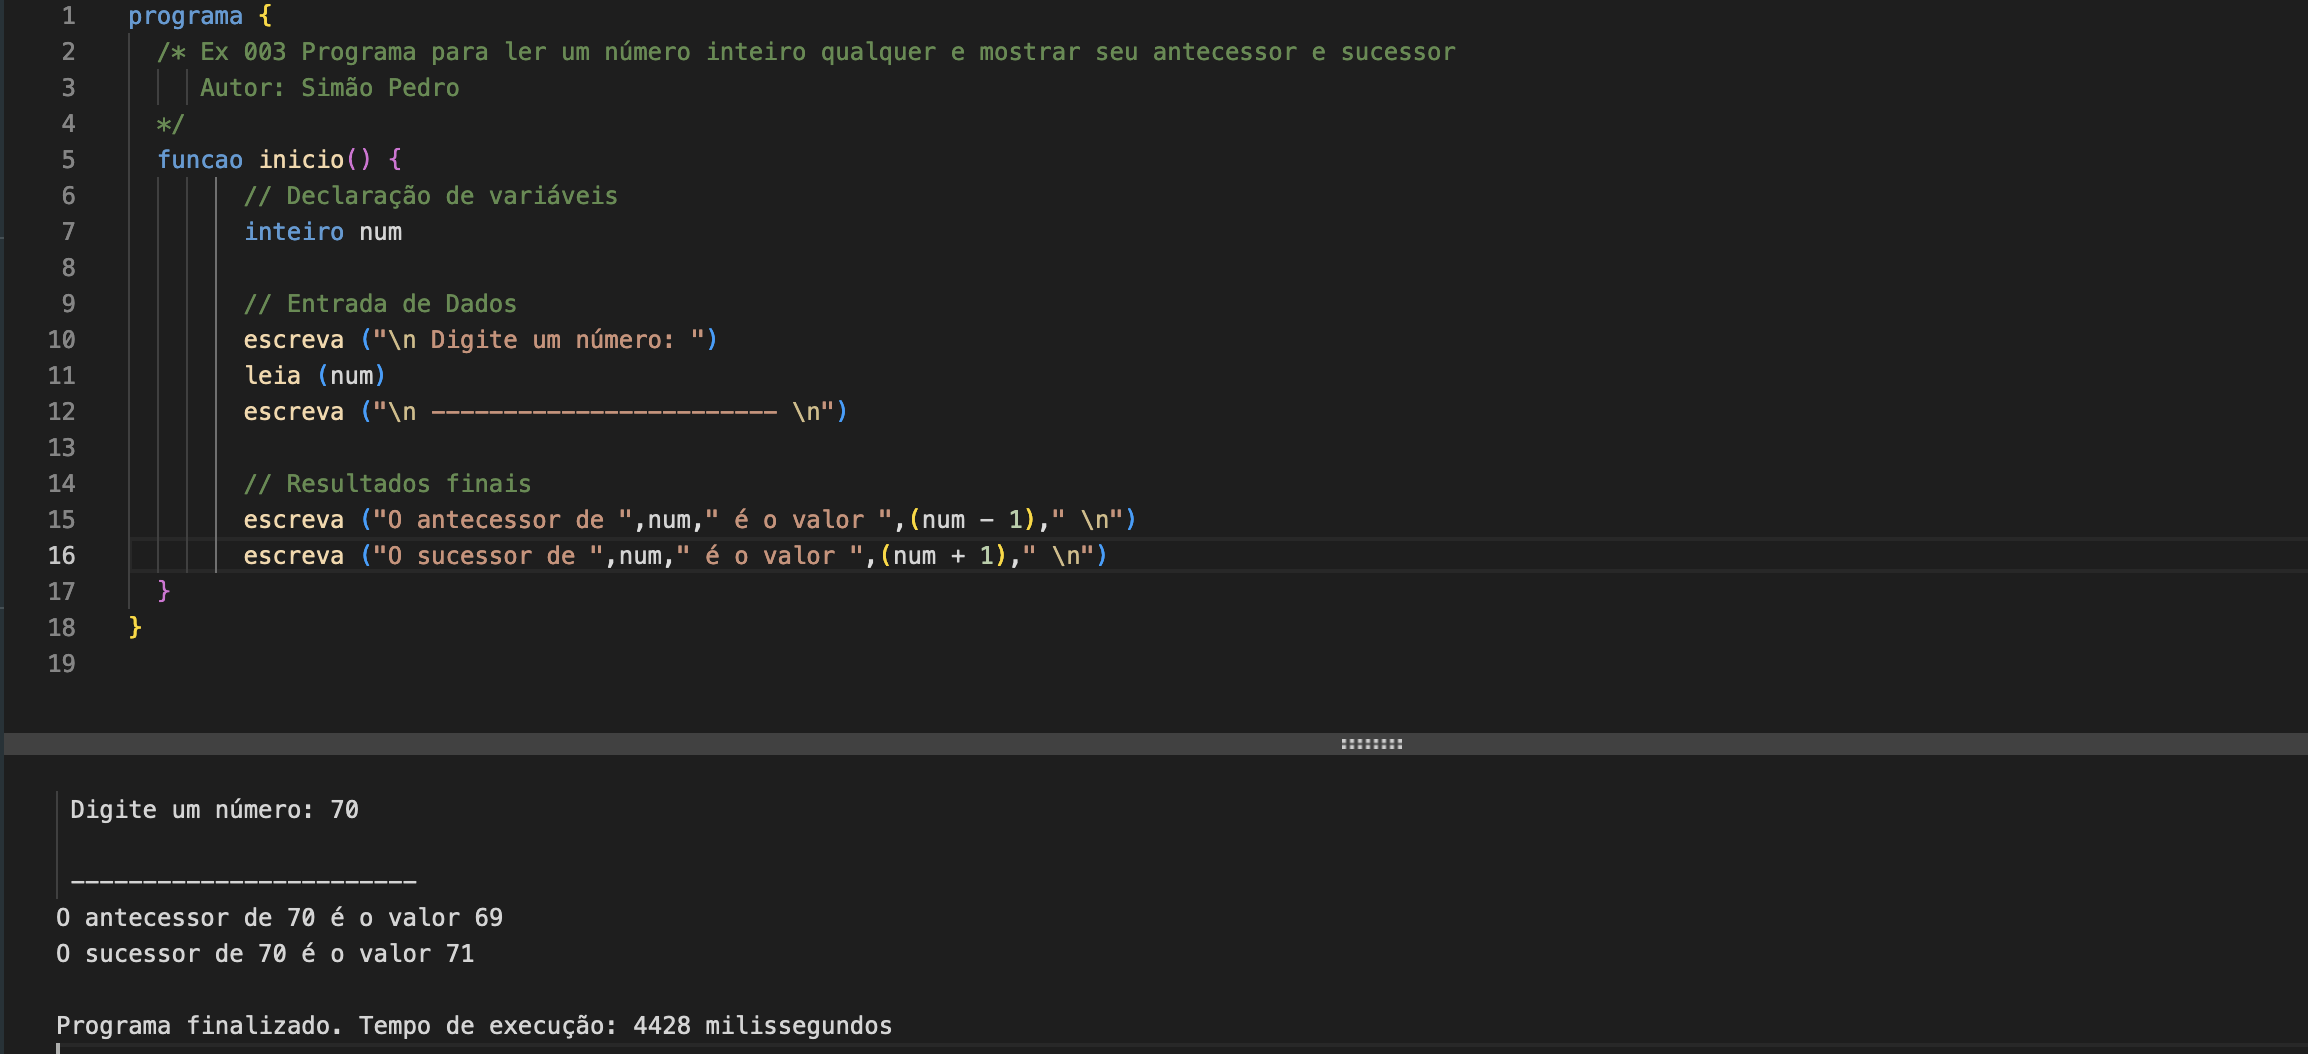 1 programa {
2 /* Ex 003 Programa para ler um número inteiro qualquer e mostrar seu antecessor e sucessor
3 Autor: Simão Pedro
4 */
5 funcao inicio() {
6 // Declaração de variáveis
7 inteiro num
8
9 // Entrada de Dados
10 escreva ("\n Digite um número: ")
11 leia (num)
12 escreva ("\n ------------------------ \n")
13
14 // Resultados finais
15 escreva ("O antecessor de ",num," é o valor ",(num - 1)," \n")
16 escreva ("O sucessor de ",num," é o valor ",(num + 1)," \n")
17 }
18 }
19
Digite um número: 70
------------------------
O antecessor de 70 é o valor 69
O sucessor de 70 é o valor 71
Programa finalizado. Tempo de execução: 4428 milissegundos